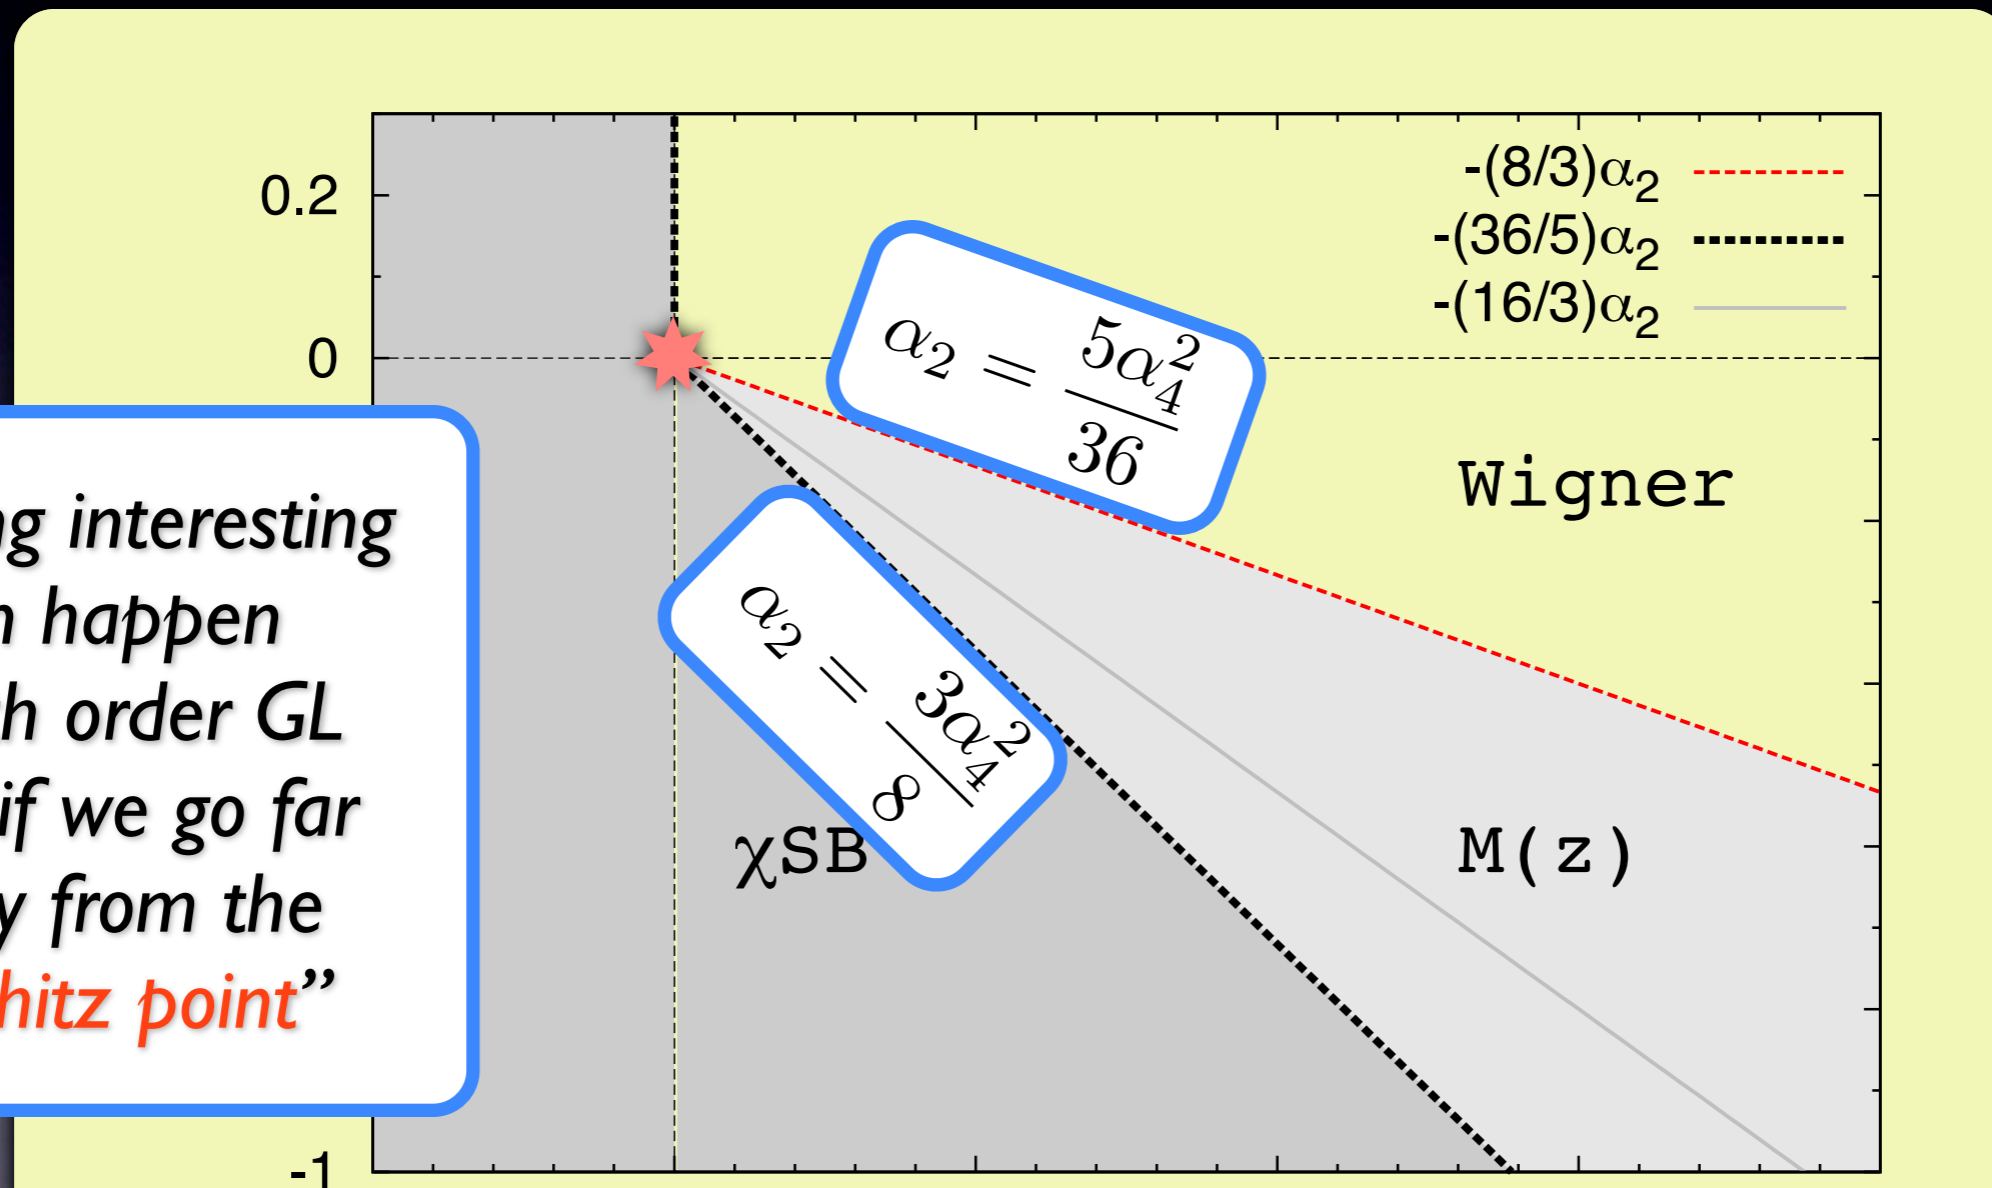 0.2
0
-1
-(8/3)α₂
-(36/5)α₂
-(16/3)α₂
α₂ = 5α₄²/36
Wigner
α₂ = 3α₄²/8
χSB
M(z)
interesting
happen
order GL
if we go far
from the
point”